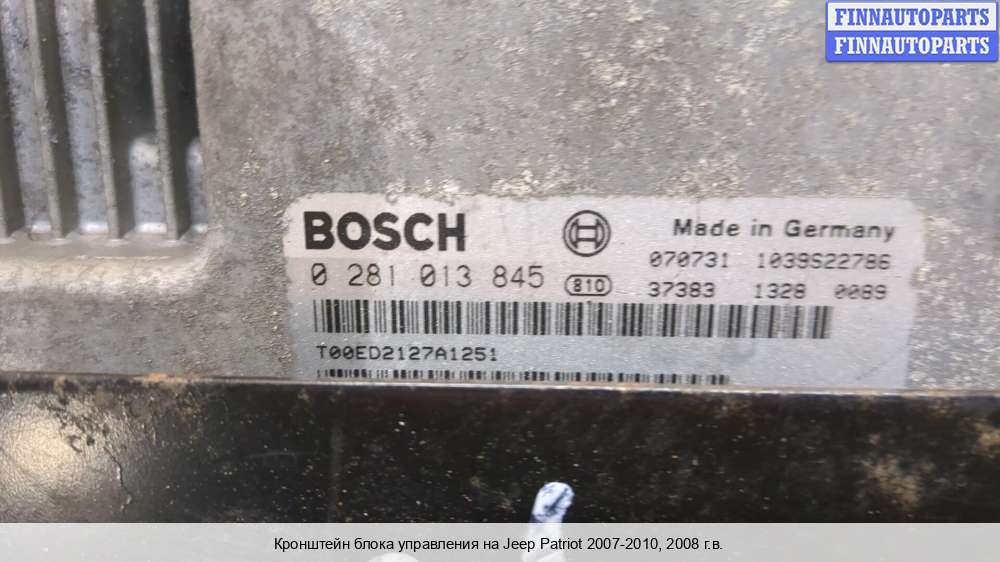 FINNAUTOPARTS
FINNAUTOPARTS
BOSCH
Made in Germany
0 281 013 845
810
070731 1039S22786
37383 1328 0089
T00ED2127A1251
Кронштейн блока управления на Jeep Patriot 2007-2010, 2008 г.в.